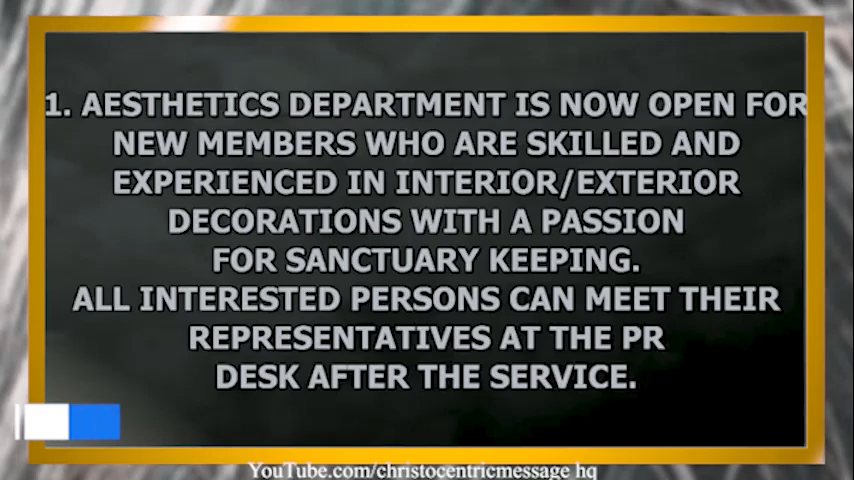 1. AESTHETICS DEPARTMENT IS NOW OPEN FOR
NEW MEMBERS WHO ARE SKILLED AND
EXPERIENCED IN INTERIOR/EXTERIOR
DECORATIONS WITH A PASSION
FOR SANCTUARY KEEPING.
ALL INTERESTED PERSONS CAN MEET THEIR
REPRESENTATIVES AT THE PR
DESK AFTER THE SERVICE.
YouTube.com/christocentricmessage hq